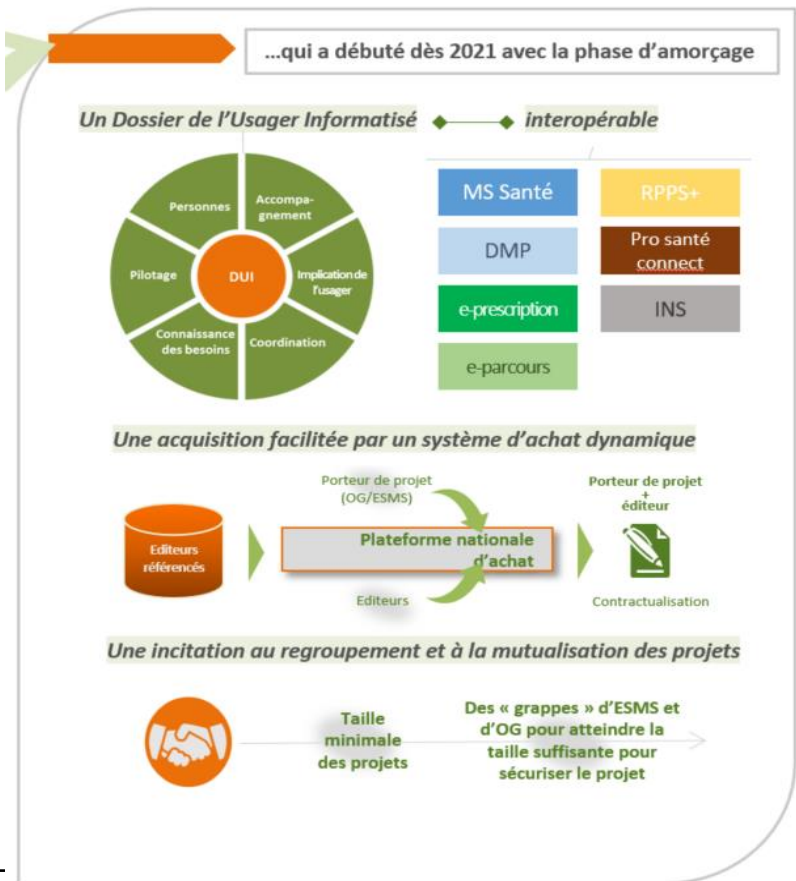 ...qui a débuté dès 2021 avec la phase d'amorçage
Un Dossier de l'Usager Informatisé
interopérable
Personnes
Accompa-
gnement
Pilotage
DUI
Implication de
l'usager
Connaissance
des besoins
Coordination
MS Santé
RPPS+
DMP
Pro santé
connect
e-prescription
INS
e-parcours
Une acquisition facilitée par un système d'achat dynamique
Porteur de projet
(OG/ESMS)
Porteur de projet
+
éditeur
Editeurs
référencés
Plateforme nationale
d'achat
Editeurs
Contractualisation
Une incitation au regroupement et à la mutualisation des projets
Taille
minimale
des projets
Des « grappes » d'ESMS et
d'OG pour atteindre la
taille suffisante pour
sécuriser le projet